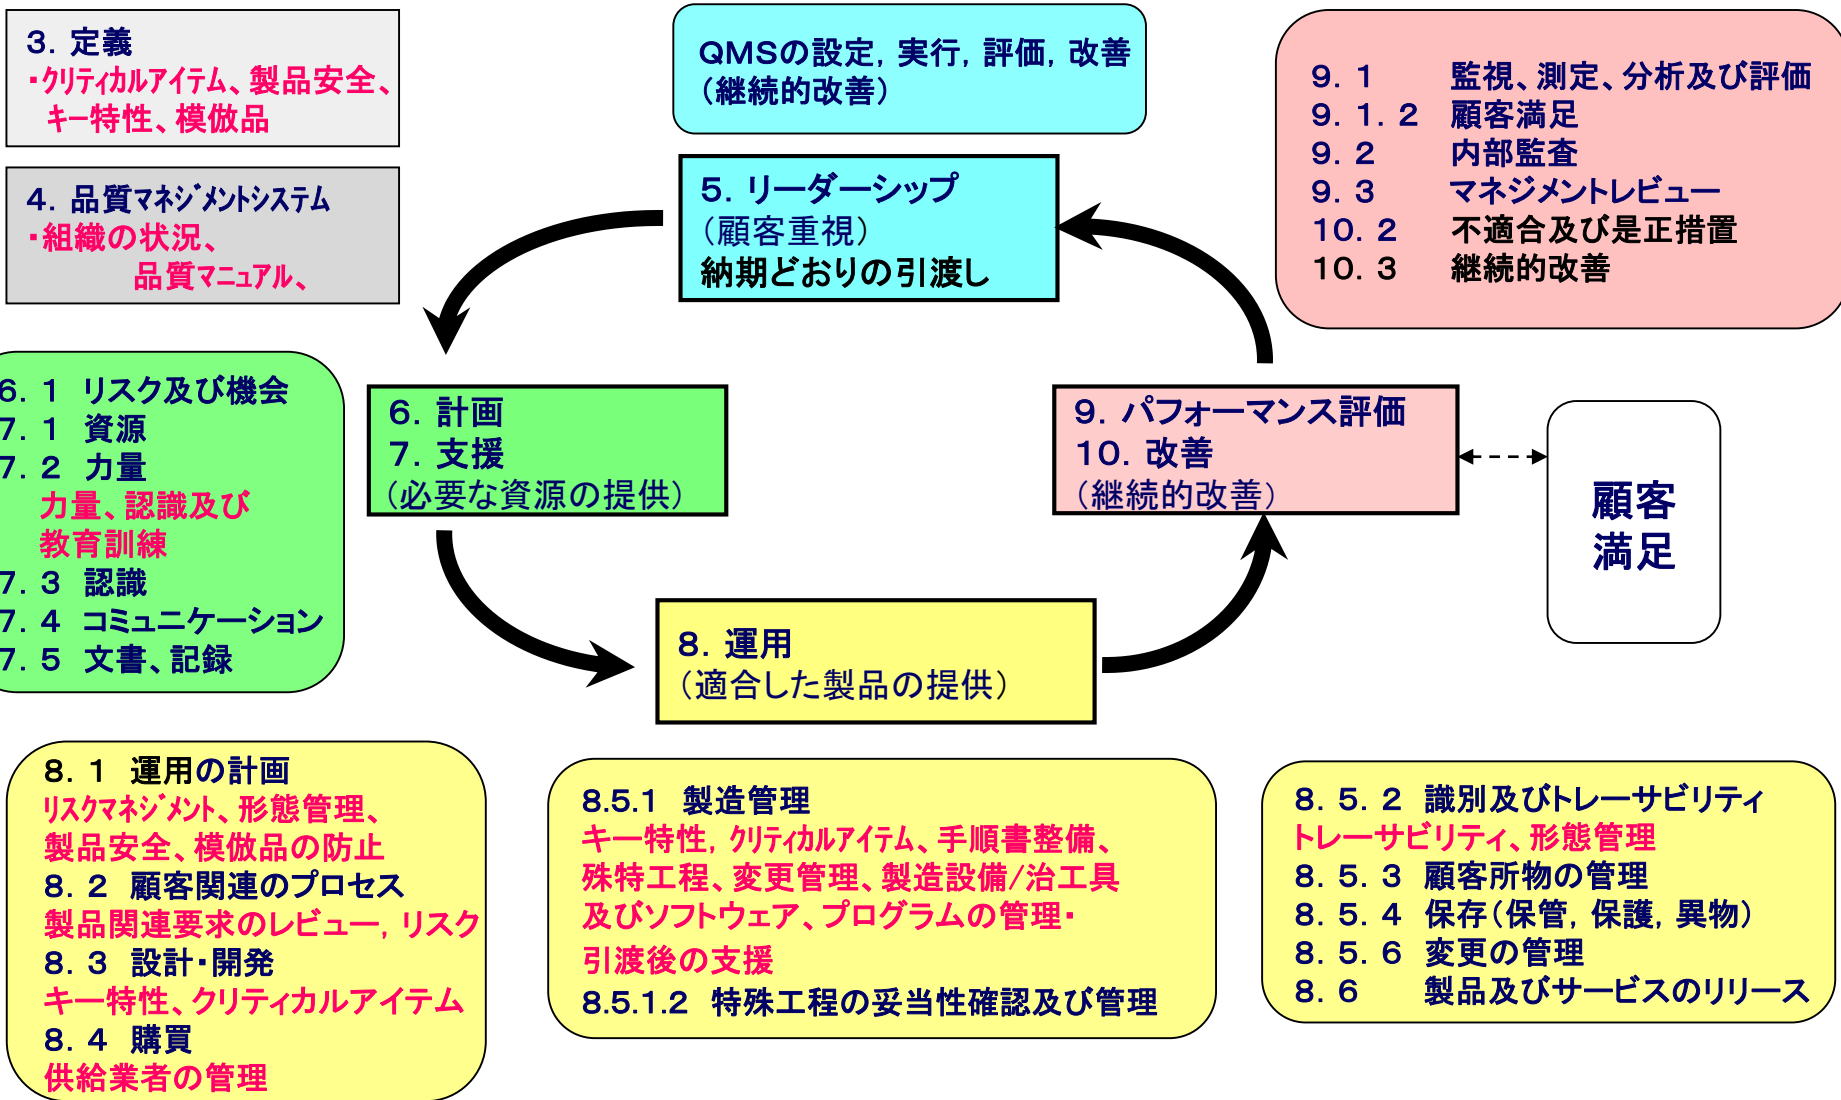 3. 定義
・クリティカルアイテム、製品安全、
キー特性、模倣品
4. 品質マネジメントシステム
・組織の状況、
品質マニュアル、
QMSの設定, 実行, 評価, 改善
(継続的改善)
5. リーダーシップ
(顧客重視)
納期どおりの引渡し
9. 1 監視、測定、分析及び評価
9. 1. 2 顧客満足
9. 2 内部監査
9. 3 マネジメントレビュー
10. 2 不適合及び是正措置
10. 3 継続的改善
6. 1 リスク及び機会
7. 1 資源
7. 2 力量
力量、認識及び
教育訓練
7. 3 認識
7. 4 コミュニケーション
7. 5 文書、記録
6. 計画
7. 支援
(必要な資源の提供)
9. パフォーマンス評価
10. 改善
(継続的改善)
顧客
満足
8. 運用
(適合した製品の提供)
8. 1 運用の計画
リスクマネジメント、形態管理、
製品安全、模倣品の防止
8. 2 顧客関連のプロセス
製品関連要求のレビュー, リスク
8. 3 設計・開発
キー特性、クリティカルアイテム
8. 4 購買
供給業者の管理
8.5.1 製造管理
キー特性, クリティカルアイテム、手順書整備、
殊特工程、変更管理、製造設備/治工具
及びソフトウェア、プログラムの管理・
引渡後の支援
8.5.1.2 特殊工程の妥当性確認及び管理
8. 5. 2 識別及びトレーサビリティ
トレーサビリティ、形態管理
8. 5. 3 顧客所物の管理
8. 5. 4 保存(保管, 保護, 異物)
8. 5. 6 変更の管理
8. 6 製品及びサービスのリリース